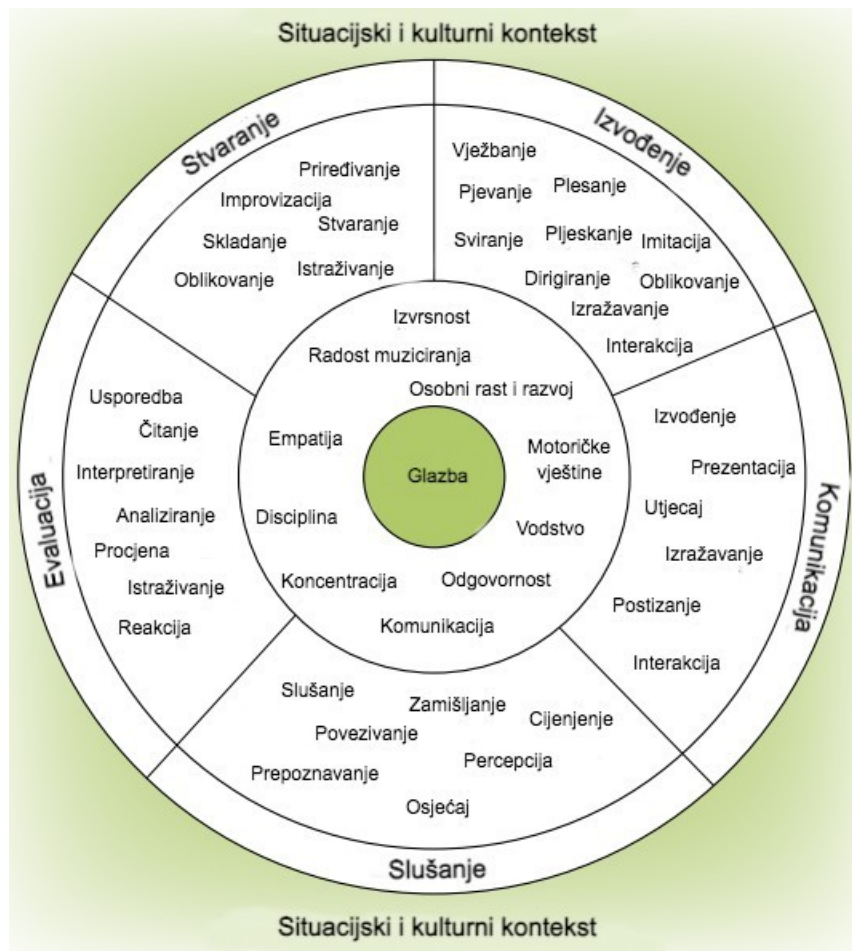 Situacijski i kulturni kontekst
Stvaranje
Priređivanje
Improvizacija
Stvaranje
Skladanje
Istraživanje
Oblikovanje
Izvođenje
Vježbanje
Plesanje
Pjevanje
Pljeskanje
Imitacija
Sviranje
Dirigiranje
Oblikovanje
Izražavanje
Interakcija
Komunikacija
Izvođenje
Prezentacija
Utjecaj
Izražavanje
Postizanje
Interakcija
Slušanje
Slušanje
Zamišljanje
Cijenjenje
Povezivanje
Percepcija
Prepoznavanje
Osjećaj
Evaluacija
Usporedba
Čitanje
Interpretiranje
Analiziranje
Procjena
Istraživanje
Reakcija
Izvrsnost
Radost muziciranja
Osobni rast i razvoj
Empatija
Motoričke
vještine
Glazba
Disciplina
Vodstvo
Koncentracija
Odgovornost
Komunikacija
Situacijski i kulturni kontekst